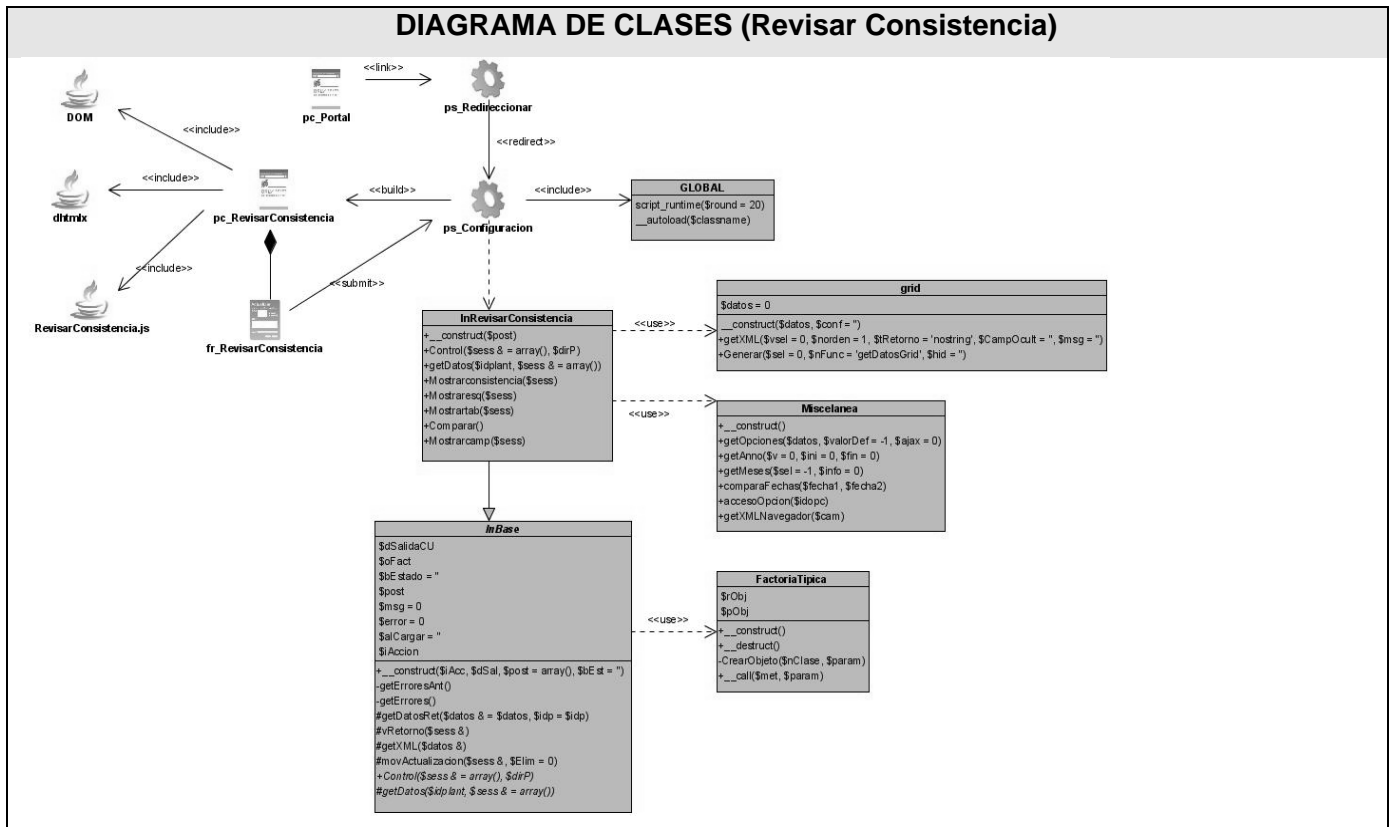 DIAGRAMA DE CLASES (Revisar Consistencia)
<<link>>
DOM
pc_Portal
ps_Redireccionar
<<include>>
<<redirect>>
<<include>>
<<build>>
<<include>>
GLOBAL
script_runtime($round = 20)
__autoload($classname)
dhtmlx
pc_RevisarConsistencia
ps_Configuracion
<<include>>
<<submit>>
RevisarConsistencia.js
fr_RevisarConsistencia
InRevisarConsistencia
+__construct($post)
+Control($sess & = array(), $dirP)
+getDatos($idplant, $sess & = array())
+Mostrarconsistencia($sess)
+Mostraresq($sess)
+Mostrartab($sess)
+Comparar()
+Mostrarcamp($sess)
<<use>>
grid
$datos = 0
__construct($datos, $conf = '')
+getXML($vsel = 0, $norden = 1, $tRetorno = 'nostring', $CampOcult = '', $msg = '')
+Generar($sel = 0, $nFunc = 'getDatosGrid', $hid = '')
<<use>>
Miscelanea
+__construct()
+getOpciones($datos, $valorDef = -1, $ajax = 0)
+getAnno($v = 0, $ini = 0, $fin = 0)
+getMeses($sel = -1, $info = 0)
+comparaFechas($fecha1, $fecha2)
+accesoOpcion($idopc)
+getXMLNavegador($cam)
InBase
$dSalidaCU
$oFact
$bEstado = ''
$post
$msg = 0
$error = 0
$alCargar = ''
$iAccion
+__construct($iAcc, $dSal, $post = array(), $bEst = '')
-getErroresAnt()
-getErrores()
#getDatosRet($datos & = $datos, $idp = $idp)
#vRetorno($sess &)
#getXML($datos &)
#movActualizacion($sess &, $Elim = 0)
+Control($sess & = array(), $dirP)
#getDatos($idplant, $sess & = array())
<<use>>
FactoriaTipica
$rObj
$pObj
+__construct()
+__destruct()
-CrearObjeto($nClase, $param)
+__call($met, $param)